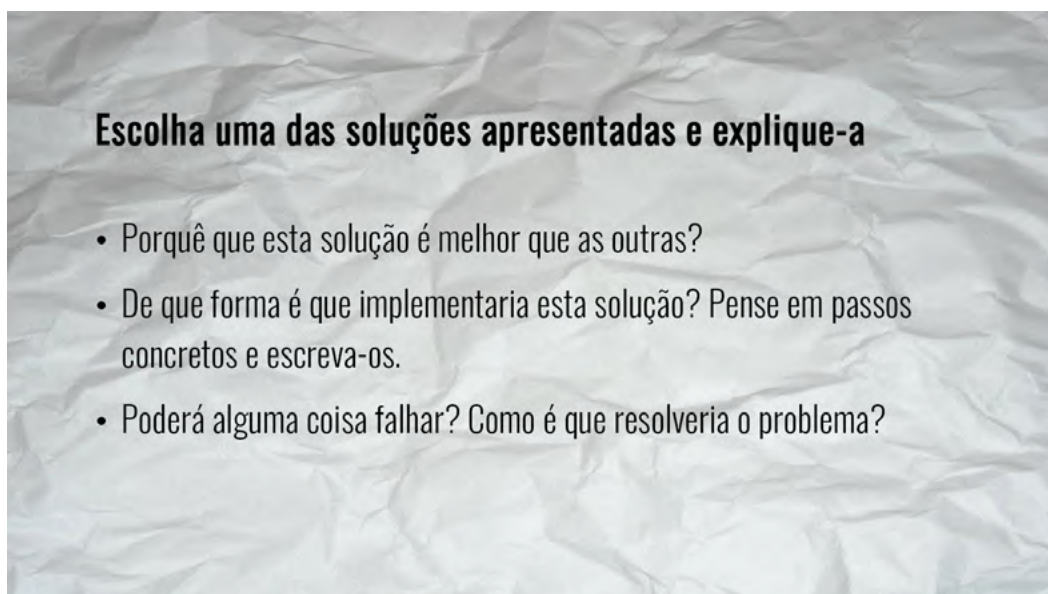 Escolha uma das soluções apresentadas e explique-a
• Porquê que esta solução é melhor que as outras?
• De que forma é que implementaria esta solução? Pense em passos
concretos e escreva-os.
• Poderá alguma coisa falhar? Como é que resolveria o problema?